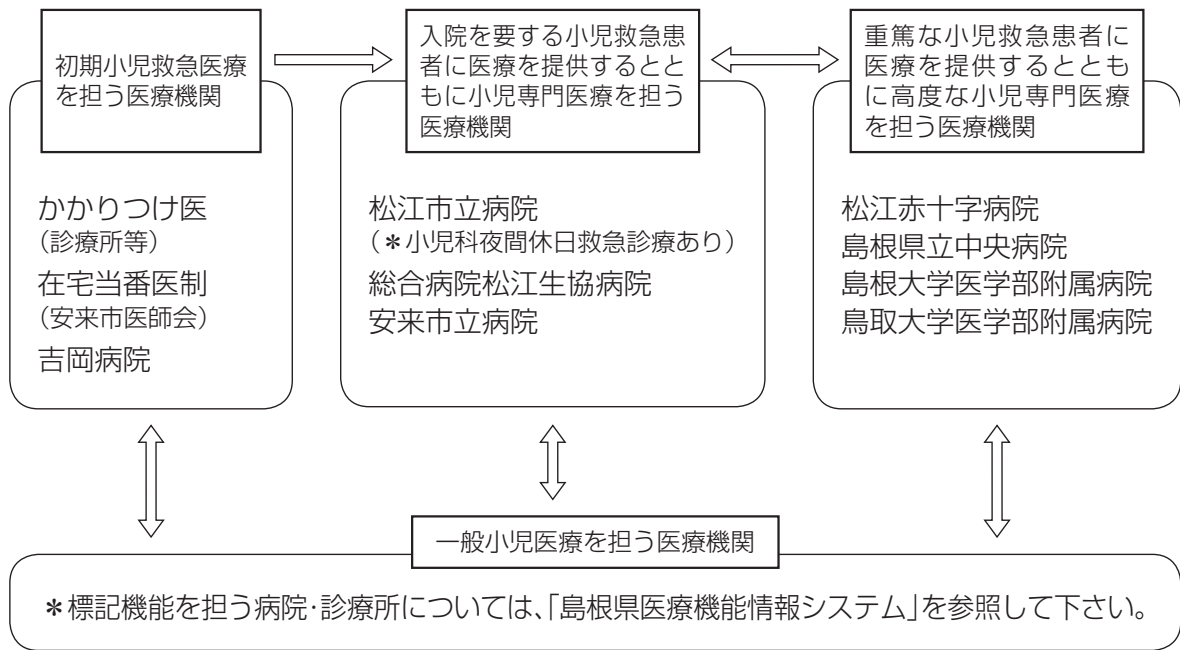 初期小児救急医療
を担う医療機関
かかりつけ医
（診療所等）
在宅当番医制
（安来市医師会）
吉岡病院
入院を要する小児救急患
者に医療を提供するとと
もに小児専門医療を担う
医療機関
松江市立病院
（＊小児科夜間休日救急診療あり）
総合病院松江生協病院
安来市立病院
重篤な小児救急患者に
医療を提供するととも
に高度な小児専門医療
を担う医療機関
松江赤十字病院
島根県立中央病院
島根大学医学部附属病院
鳥取大学医学部附属病院
一般小児医療を担う医療機関
＊標記機能を担う病院・診療所については、「島根県医療機能情報システム」を参照して下さい。